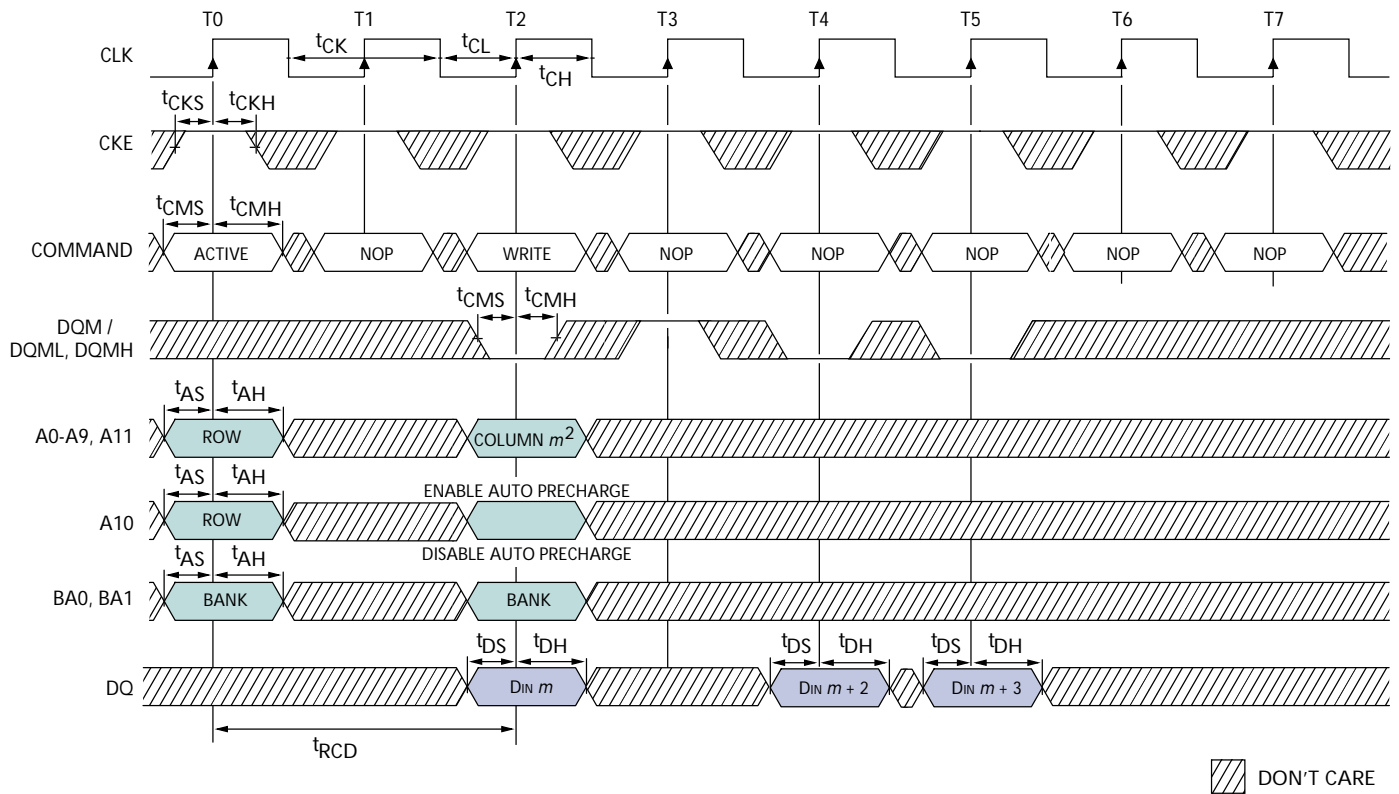 T0 T1 T2 T3 T4 T5 T6 T7
CLK
tCK tCL
tCH
tCKS tCKH
CKE
tCMS tCMH
COMMAND ACTIVE NOP WRITE NOP NOP NOP NOP NOP
tCMS tCMH
DQM /
DQML, DQMH
tAS tAH
A0-A9, A11 ROW COLUMN m2
tAS tAH
ENABLE AUTO PRECHARGE
A10 ROW
DISABLE AUTO PRECHARGE
tAS tAH
BA0, BA1 BANK BANK
tDS tDH tDS tDH tDS tDH
DQ DIN m DIN m + 2 DIN m + 3
tRCD
DON'T CARE